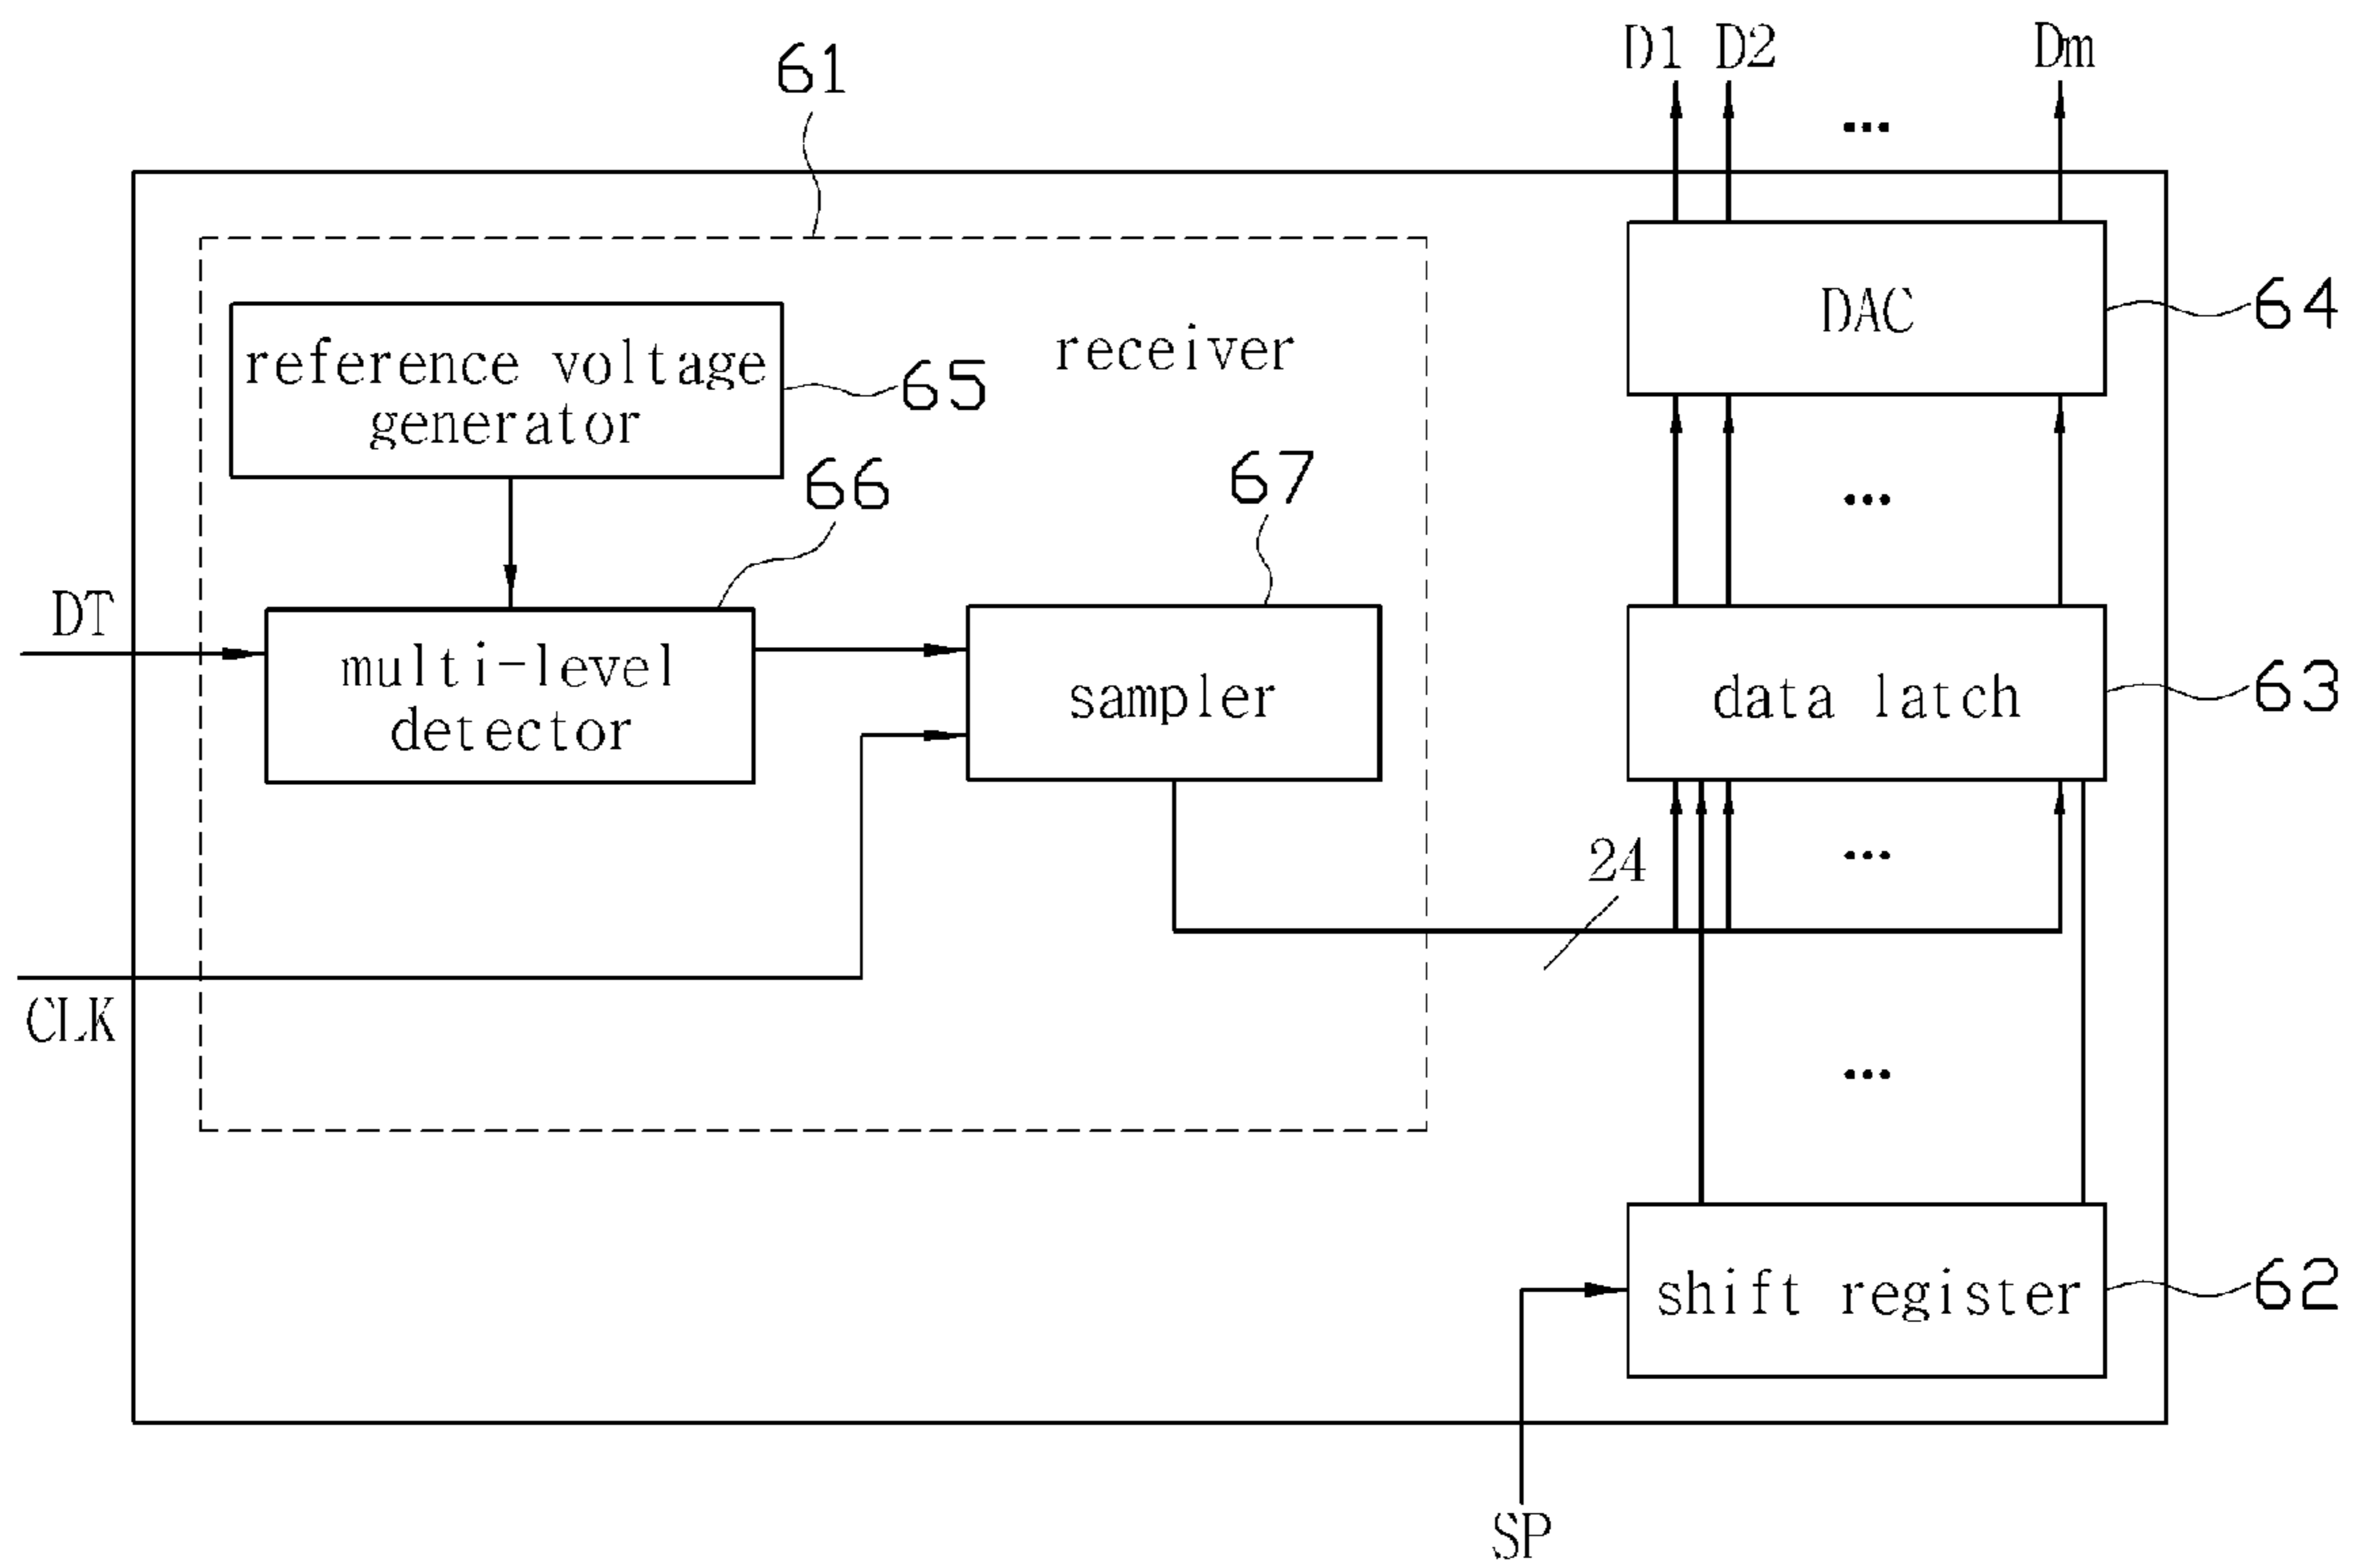 D1 D2 Dm
61
...
DAC
64
reference voltage
generator
65
receiver
66
67
...
DT
multi-level
detector
sampler
data latch
63
24
...
CLK
...
shift register
62
SP